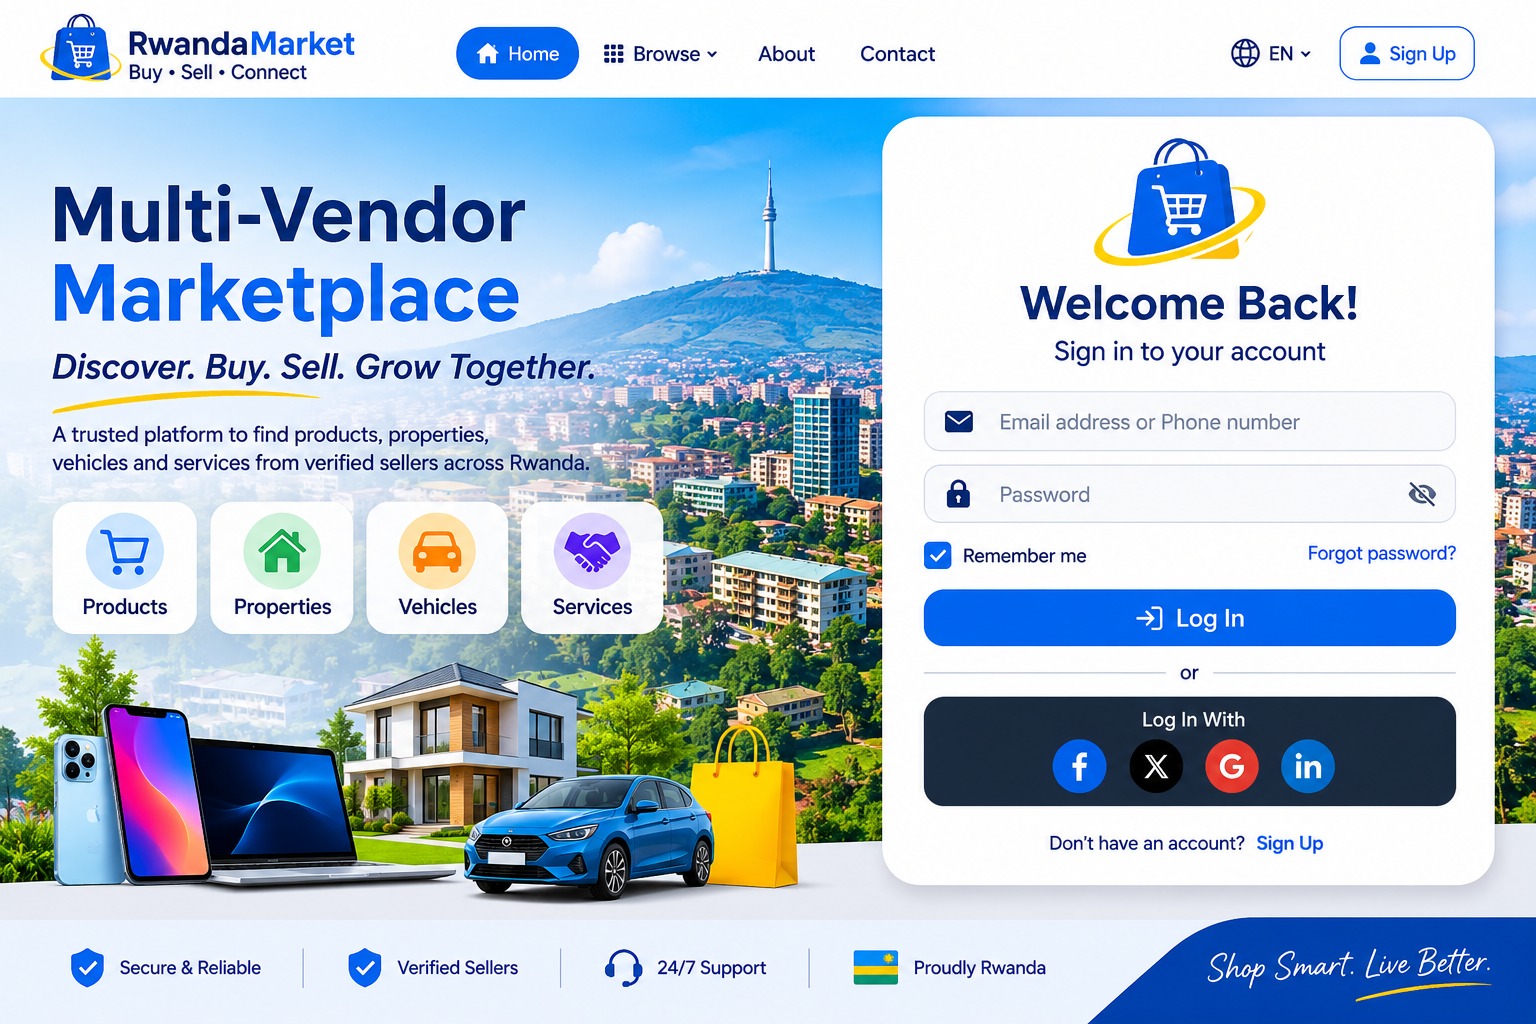 RwandaMarket
Buy • Sell • Connect
Home
Browse
About
Contact
EN
Sign Up
Multi-Vendor
Marketplace
Discover. Buy. Sell. Grow Together.
A trusted platform to find products, properties,
vehicles and services from verified sellers across Rwanda.
Products
Properties
Vehicles
Services
Welcome Back!
Sign in to your account
Email address or Phone number
Password
Remember me
Forgot password?
Log In
or
Log In With
f
X
G
in
Don't have an account? Sign Up
Secure & Reliable
Verified Sellers
24/7 Support
Proudly Rwanda
Shop Smart. Live Better.